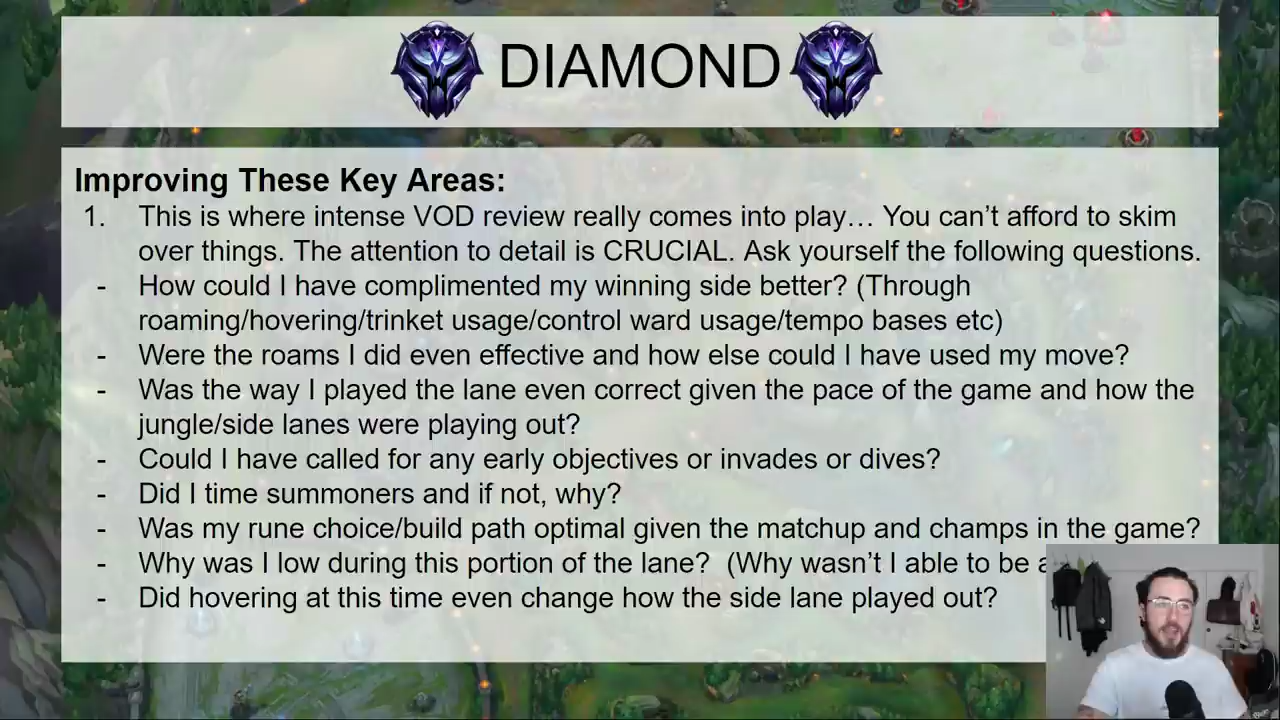 DIAMOND
Improving These Key Areas:
1. This is where intense VOD review really comes into play… You can’t afford to skim
over things. The attention to detail is CRUCIAL. Ask yourself the following questions.
- How could I have complimented my winning side better? (Through
roaming/hovering/trinket usage/control ward usage/tempo bases etc)
- Were the roams I did even effective and how else could I have used my move?
- Was the way I played the lane even correct given the pace of the game and how the
jungle/side lanes were playing out?
- Could I have called for any early objectives or invades or dives?
- Did I time summoners and if not, why?
- Was my rune choice/build path optimal given the matchup and champs in the game?
- Why was I low during this portion of the lane? (Why wasn’t I able to be
- Did hovering at this time even change how the side lane played out?